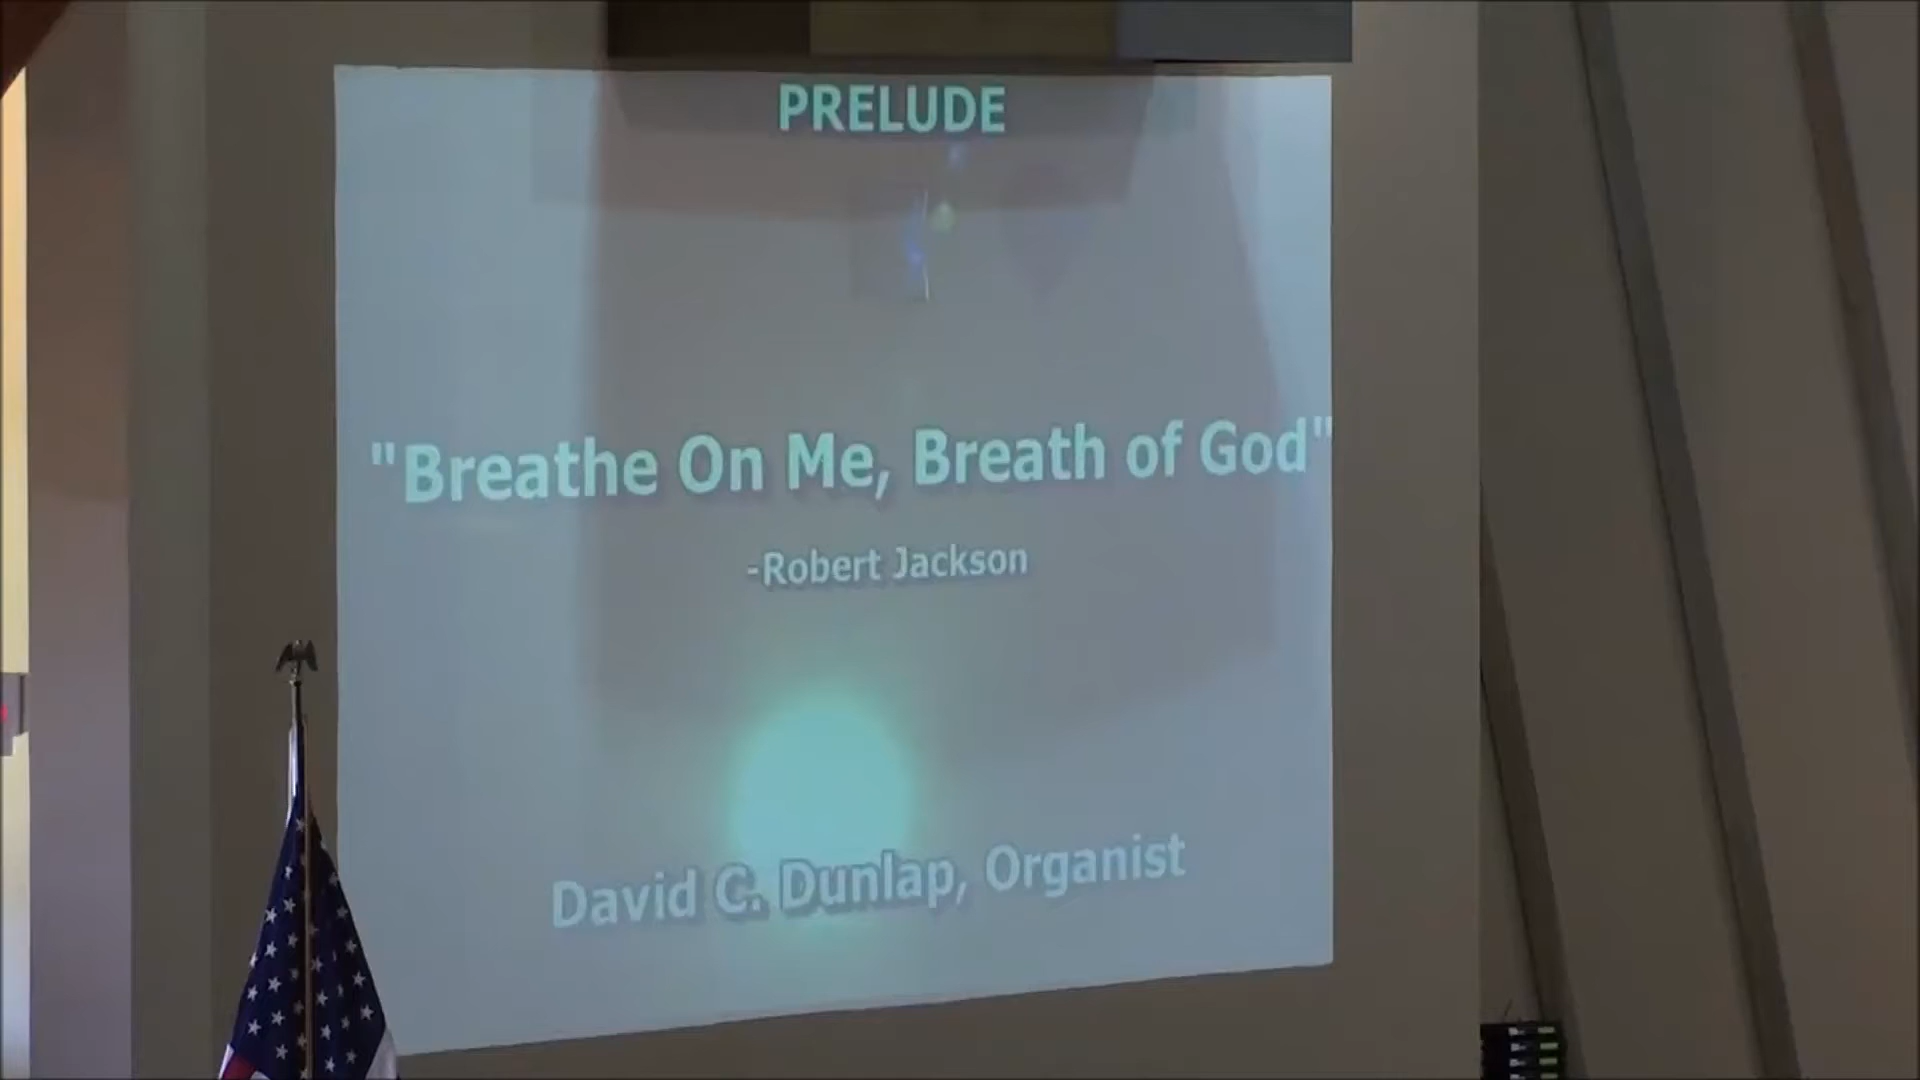 PRELUDE
"Breathe On Me, Breath of God"
-Robert Jackson
David C. Dunlap, Organist